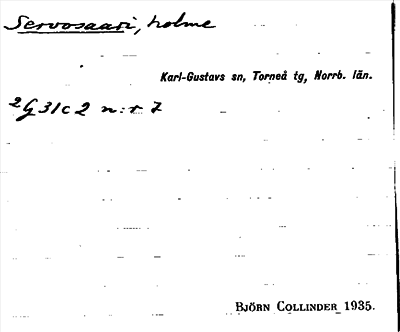 Servosaari, holme
Karl-Gustavs sn, Torneå tg, Norrb. län.
2G31c2 n:r 7
BJÖRN COLLINDER 1935.